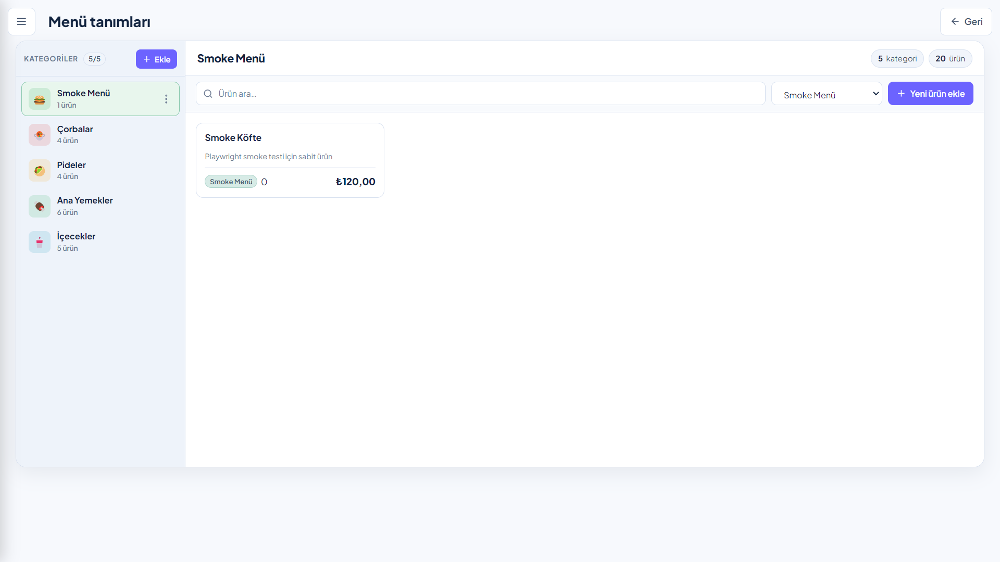 Menü tanımları
Geri
KATEGORİLER 5/5
Ekle
Smoke Menü
1 ürün
Çorbalar
4 ürün
Pideler
4 ürün
Ana Yemekler
6 ürün
İçecekler
5 ürün
Smoke Menü
5 kategori
20 ürün
Ürün ara...
Smoke Menü
Yeni ürün ekle
Smoke Köfte
Playwright smoke testi için sabit ürün
Smoke Menü 0 ₺120,00